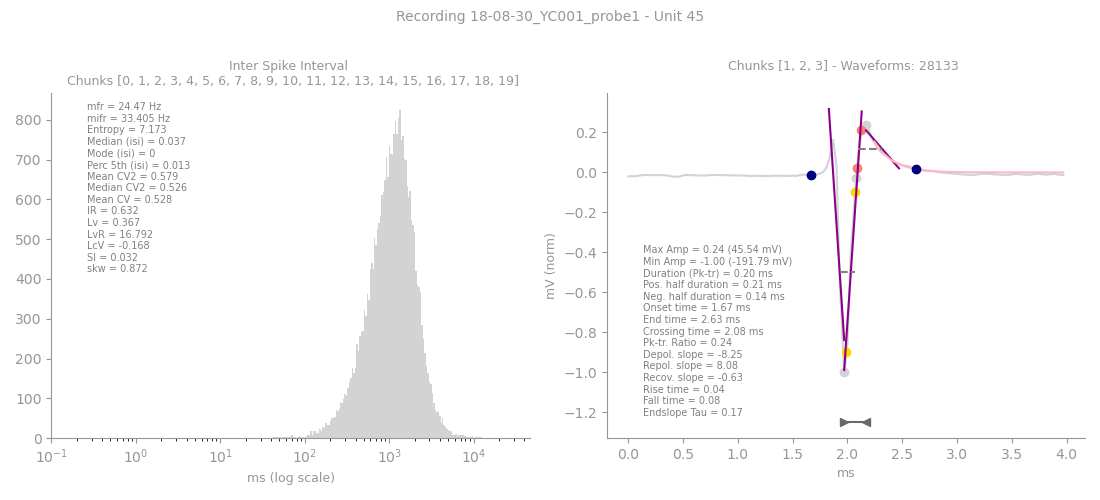 Recording 18-08-30_YC001_probe1 - Unit 45
Inter Spike Interval
Chunks [0, 1, 2, 3, 4, 5, 6, 7, 8, 9, 10, 11, 12, 13, 14, 15, 16, 17, 18, 19]
mfr = 24.47 Hz
mifr = 33.405 Hz
Entropy = 7.173
Median (isi) = 0.037
Mode (isi) = 0
Perc 5th (isi) = 0.013
Mean CV2 = 0.579
Median CV2 = 0.526
Mean CV = 0.528
IR = 0.632
Lv = 0.367
LvR = 16.792
LcV = -0.168
SI = 0.032
skw = 0.872
800
700
600
500
400
300
200
100
0
10⁻¹ 10⁰ 10¹ 10² 10³ 10⁴
ms (log scale)
Chunks [1, 2, 3] - Waveforms: 28133
mV (norm)
0.2
0.0
−0.2
−0.4
−0.6
−0.8
−1.0
−1.2
Max Amp = 0.24 (45.54 mV)
Min Amp = -1.00 (-191.79 mV)
Duration (Pk-tr) = 0.20 ms
Pos. half duration = 0.21 ms
Neg. half duration = 0.14 ms
Onset time = 1.67 ms
End time = 2.63 ms
Crossing time = 2.08 ms
Pk-tr. Ratio = 0.24
Depol. slope = -8.25
Repol. slope = 8.08
Recov. slope = -0.63
Rise time = 0.04
Fall time = 0.08
Endslope Tau = 0.17
0.0 0.5 1.0 1.5 2.0 2.5 3.0 3.5 4.0
ms